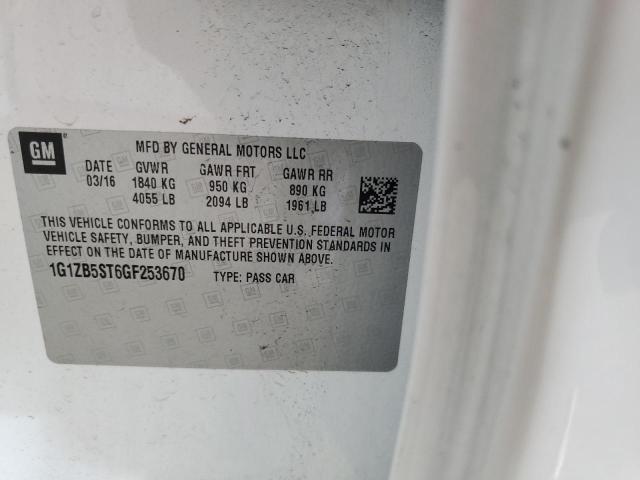 GM
MFD BY GENERAL MOTORS LLC
DATE GVWR GAWR FRT GAWR RR
03/16 1840 KG 950 KG 890 KG
4055 LB 2094 LB 1961 LB
THIS VEHICLE CONFORMS TO ALL APPLICABLE U.S. FEDERAL MOTOR
VEHICLE SAFETY, BUMPER, AND THEFT PREVENTION STANDARDS IN
EFFECT ON THE DATE OF MANUFACTURE SHOWN ABOVE.
1G1ZB5ST6GF253670 TYPE: PASS CAR